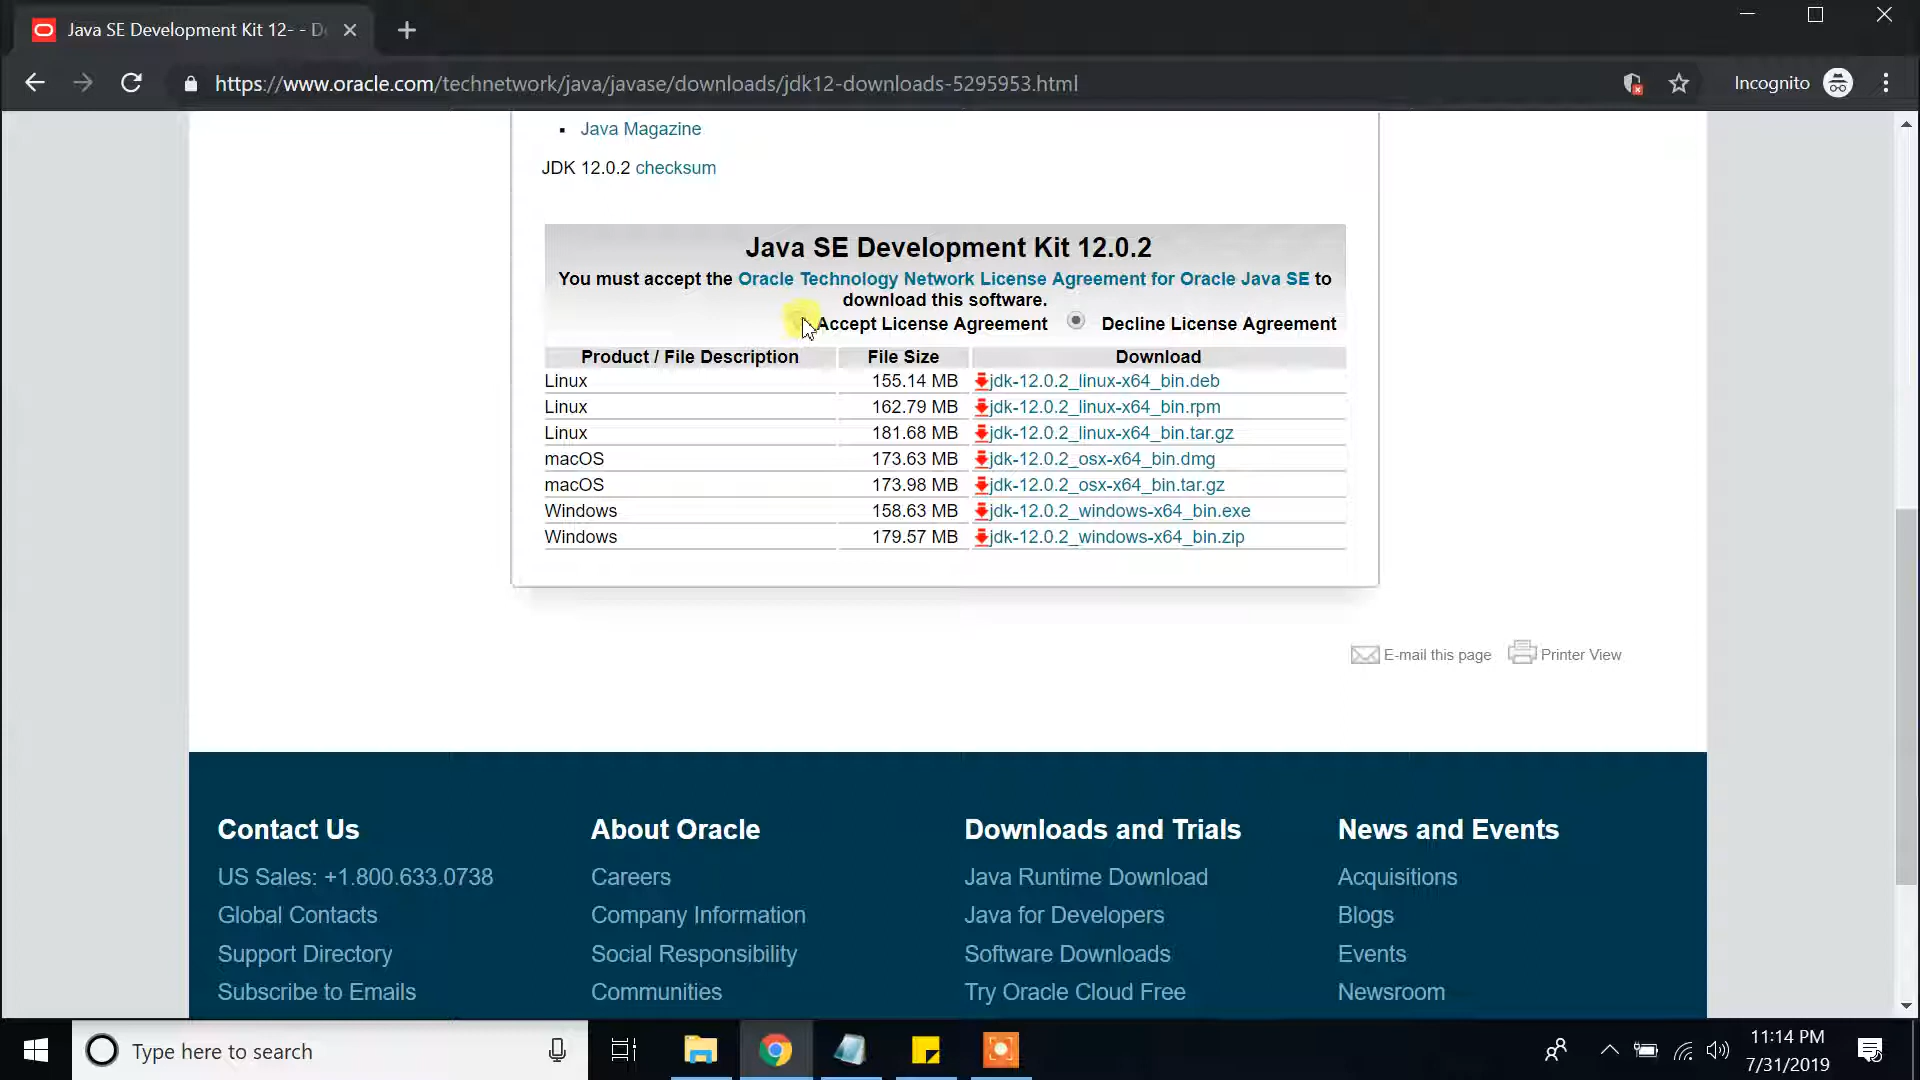 Java SE Development Kit 12- - D
https://www.oracle.com/technetwork/java/javase/downloads/jdk12-downloads-5295953.html
Incognito
Java Magazine
JDK 12.0.2 checksum
Java SE Development Kit 12.0.2
You must accept the Oracle Technology Network License Agreement for Oracle Java SE to
download this software.
Accept License Agreement Decline License Agreement
Product / File Description File Size Download
Linux 155.14 MB jdk-12.0.2_linux-x64_bin.deb
Linux 162.79 MB jdk-12.0.2_linux-x64_bin.rpm
Linux 181.68 MB jdk-12.0.2_linux-x64_bin.tar.gz
macOS 173.63 MB jdk-12.0.2_osx-x64_bin.dmg
macOS 173.98 MB jdk-12.0.2_osx-x64_bin.tar.gz
Windows 158.63 MB jdk-12.0.2_windows-x64_bin.exe
Windows 179.57 MB jdk-12.0.2_windows-x64_bin.zip
E-mail this page Printer View
Contact Us
US Sales: +1.800.633.0738
Global Contacts
Support Directory
Subscribe to Emails
About Oracle
Careers
Company Information
Social Responsibility
Communities
Downloads and Trials
Java Runtime Download
Java for Developers
Software Downloads
Try Oracle Cloud Free
News and Events
Acquisitions
Blogs
Events
Newsroom
Type here to search
11:14 PM
7/31/2019